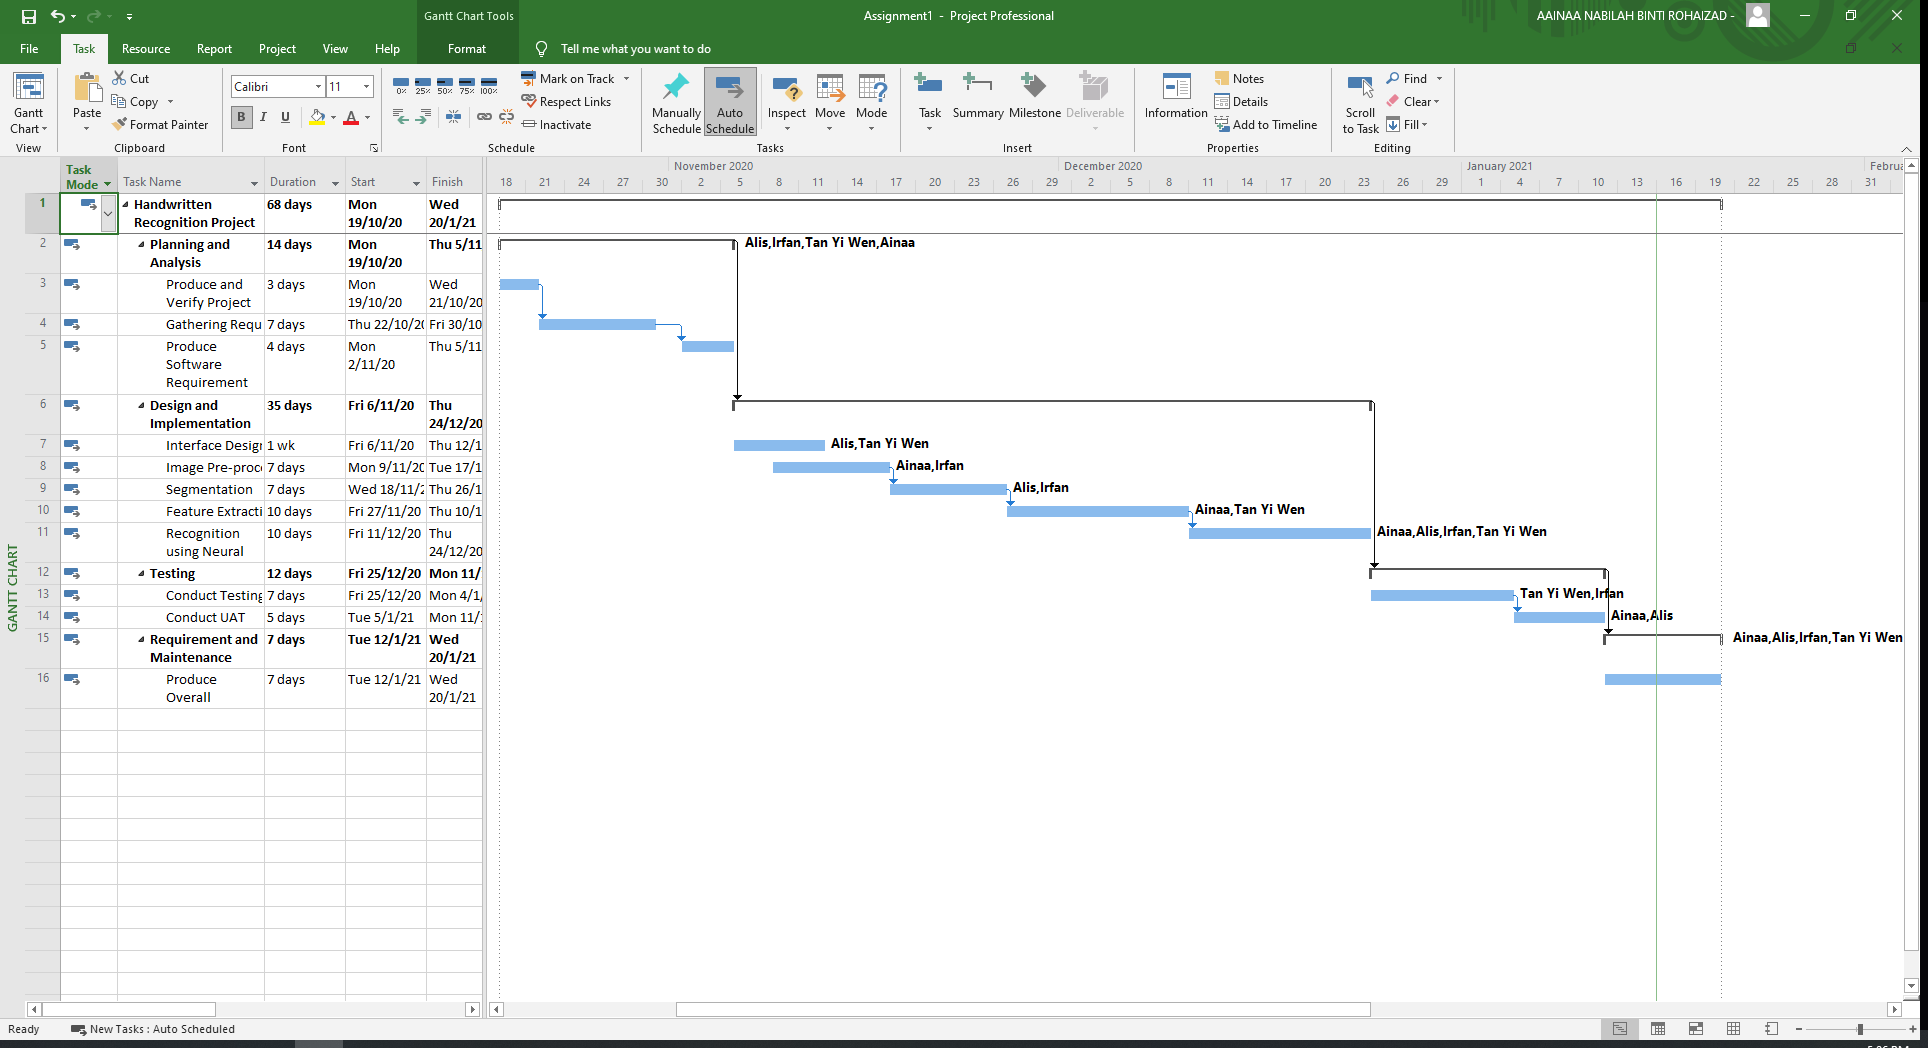 Gantt Chart Tools
Assignment1 - Project Professional
AAINAA NABILAH BINTI ROHAIZAD -
File Task Resource Report Project View Help Format Tell me what you want to do
Gantt Chart
View
Paste
Cut
Copy
Format Painter
Clipboard
Calibri 11
B I U A
Font
0% 25% 50% 75% 100%
Mark on Track
Respect Links
Inactivate
Schedule
Manually Schedule
Auto Schedule
Inspect
Move
Mode
Tasks
Task
Summary
Milestone
Deliverable
Insert
Information
Notes
Details
Add to Timeline
Properties
Scroll to Task
Find
Clear
Fill
Editing
Task Mode Task Name Duration Start Finish
November 2020 December 2020 January 2021 Februa
18 21 24 27 30 2 5 8 11 14 17 20 23 26 29 2 5 8 11 14 17 20 23 26 29 1 4 7 10 13 16 19 22 25 28 31
1 Handwritten Recognition Project 68 days Mon 19/10/20 Wed 20/1/21
2 Planning and Analysis 14 days Mon 19/10/20 Thu 5/11
Alis,Irfan,Tan Yi Wen,Ainaa
3 Produce and Verify Project 3 days Mon 19/10/20 Wed 21/10/20
4 Gathering Requ 7 days Thu 22/10/20 Fri 30/10
5 Produce Software Requirement 4 days Mon 2/11/20 Thu 5/11
6 Design and Implementation 35 days Fri 6/11/20 Thu 24/12/20
7 Interface Design 1 wk Fri 6/11/20 Thu 12/1
Alis,Tan Yi Wen
8 Image Pre-proc 7 days Mon 9/11/20 Tue 17/1
Ainaa,Irfan
9 Segmentation 7 days Wed 18/11/2 Thu 26/1
Alis,Irfan
10 Feature Extracti 10 days Fri 27/11/20 Thu 10/1
Ainaa,Tan Yi Wen
11 Recognition using Neural 10 days Fri 11/12/20 Thu 24/12/20
Ainaa,Alis,Irfan,Tan Yi Wen
12 Testing 12 days Fri 25/12/20 Mon 11/
13 Conduct Testing 7 days Fri 25/12/20 Mon 4/1/
Tan Yi Wen,Irfan
14 Conduct UAT 5 days Tue 5/1/21 Mon 11/
Ainaa,Alis
15 Requirement and Maintenance 7 days Tue 12/1/21 Wed 20/1/21
Ainaa,Alis,Irfan,Tan Yi Wen
16 Produce Overall 7 days Tue 12/1/21 Wed 20/1/21
GANTT CHART
Ready New Tasks : Auto Scheduled